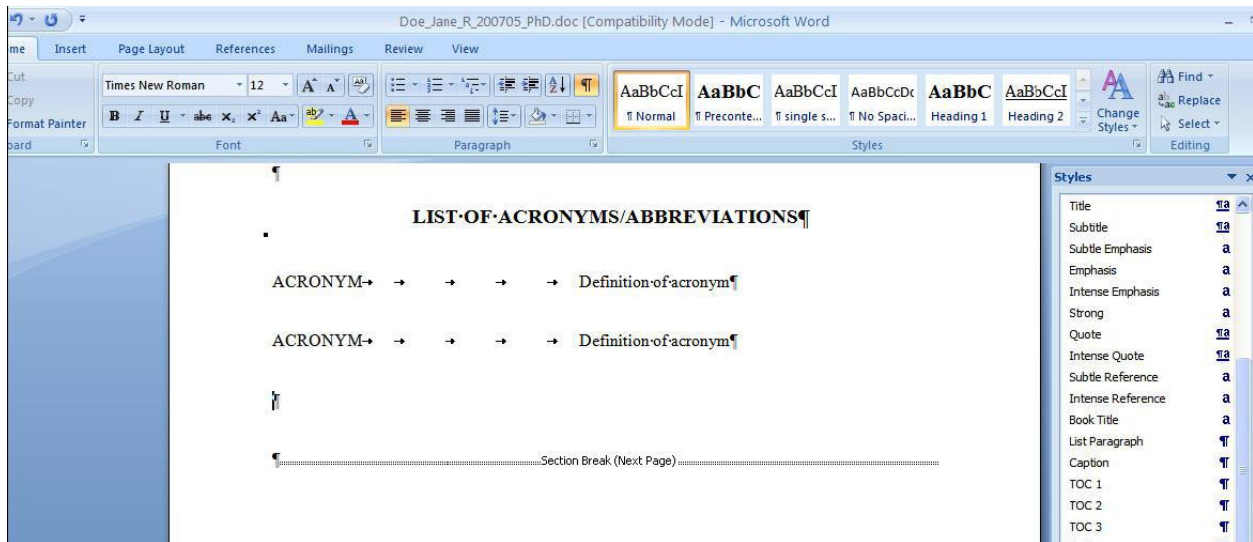 Doe_Jane_R_200705_PhD.doc [Compatibility Mode] - Microsoft Word
me Insert Page Layout References Mailings Review View
Cut
Copy
Format Painter
oard
Times New Roman 12
Font
Paragraph
AaBbCcI AaBbC AaBbCcI AaBbCcDc AaBbC AaBbCcI
¶ Normal ¶ Preconte... ¶ single s... ¶ No Spaci... Heading 1 Heading 2
Change
Styles
Styles
Find
Replace
Select
Editing
¶
LIST·OF·ACRONYMS/ABBREVIATIONS¶
ACRONYM→ → → → → Definition·of·acronym¶
ACRONYM→ → → → → Definition·of·acronym¶
¶
¶Section Break (Next Page)
Styles
Title ¶a
Subtitle ¶a
Subtle Emphasis a
Emphasis a
Intense Emphasis a
Strong a
Quote ¶a
Intense Quote ¶a
Subtle Reference a
Intense Reference a
Book Title a
List Paragraph ¶
Caption ¶
TOC 1 ¶
TOC 2 ¶
TOC 3 ¶